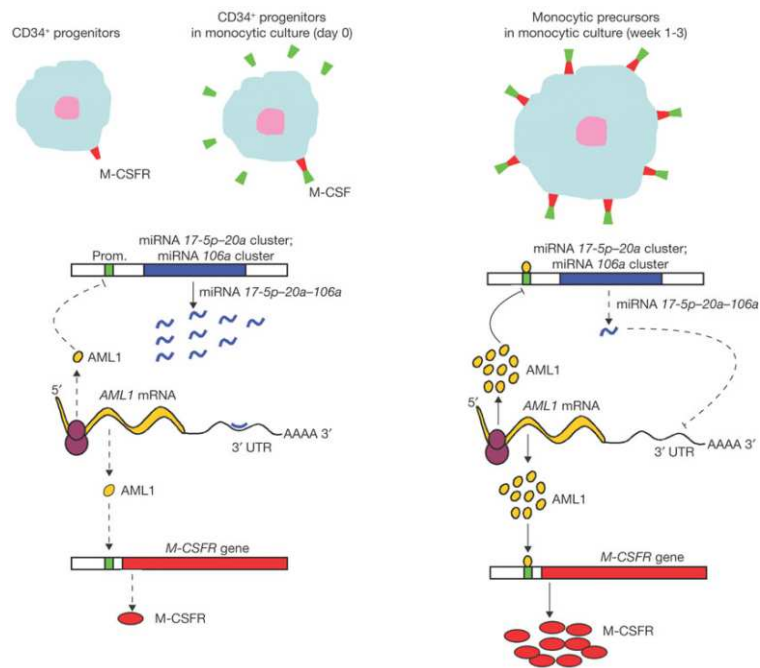 CD34+ progenitors
CD34+ progenitors
in monocytic culture (day 0)
M-CSFR
M-CSF
Monocytic precursors
in monocytic culture (week 1-3)
Prom.
miRNA 17-5p–20a cluster;
miRNA 106a cluster
miRNA 17-5p–20a–106a
AML1
5′
AML1 mRNA
AAAA 3′
3′ UTR
AML1
M-CSFR gene
M-CSFR
miRNA 17-5p–20a cluster;
miRNA 106a cluster
miRNA 17-5p–20a–106a
AML1
5′
AML1 mRNA
AAAA 3′
3′ UTR
AML1
M-CSFR gene
M-CSFR